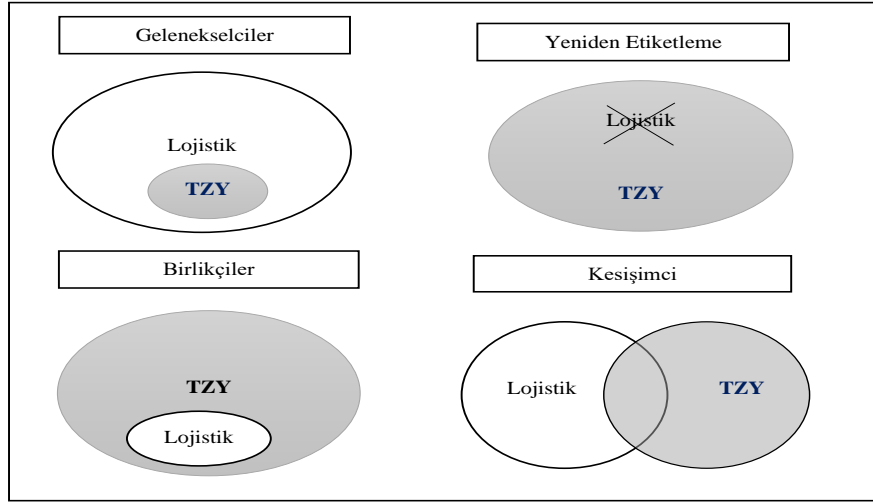 Gelenekselciler
Lojistik
TZY
Yeniden Etiketleme
Lojistik
TZY
Birlikçiler
TZY
Lojistik
Kesişimci
Lojistik
TZY